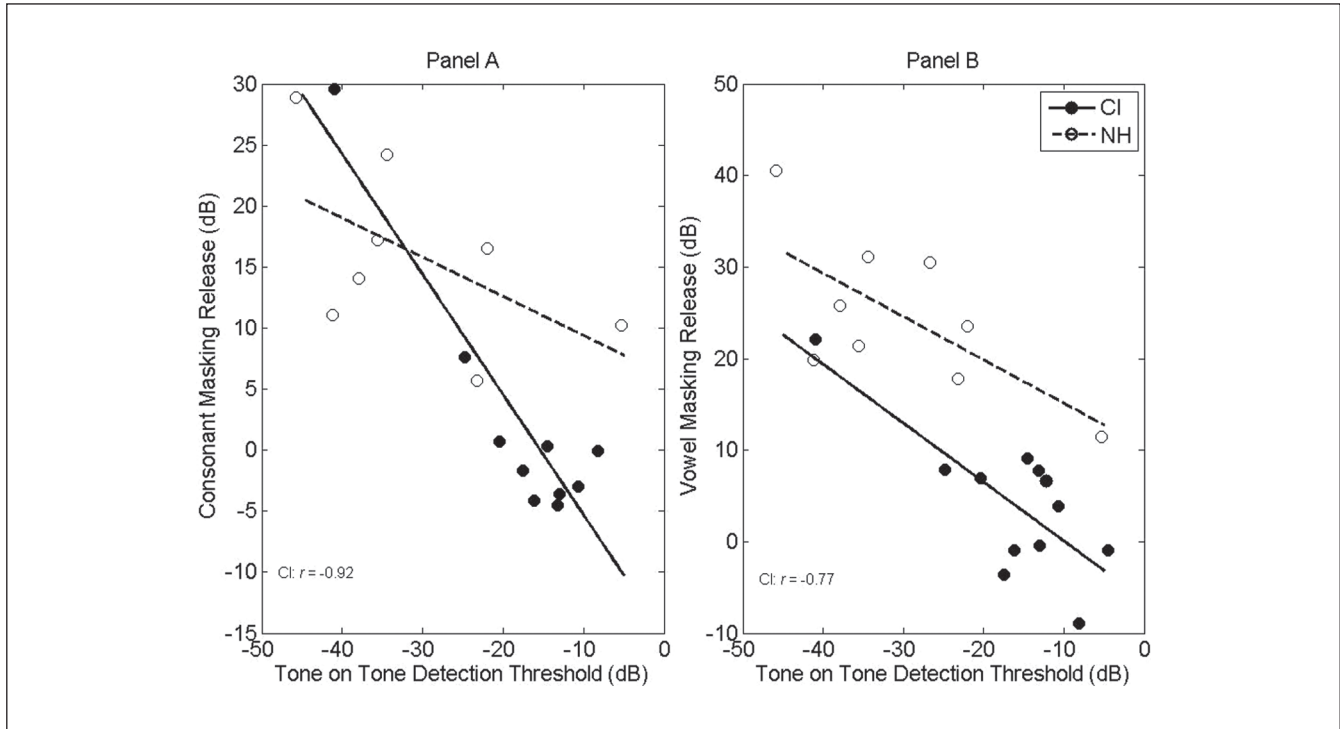 Panel A
30
25
20
15
10
5
0
-5
-10
-15
Consonant Masking Release (dB)
CI: r = -0.92
-50
-40
-30
-20
-10
0
Tone on Tone Detection Threshold (dB)
Panel B
CI
NH
50
40
30
20
10
0
-10
Vowel Masking Release (dB)
CI: r = -0.77
-50
-40
-30
-20
-10
0
Tone on Tone Detection Threshold (dB)